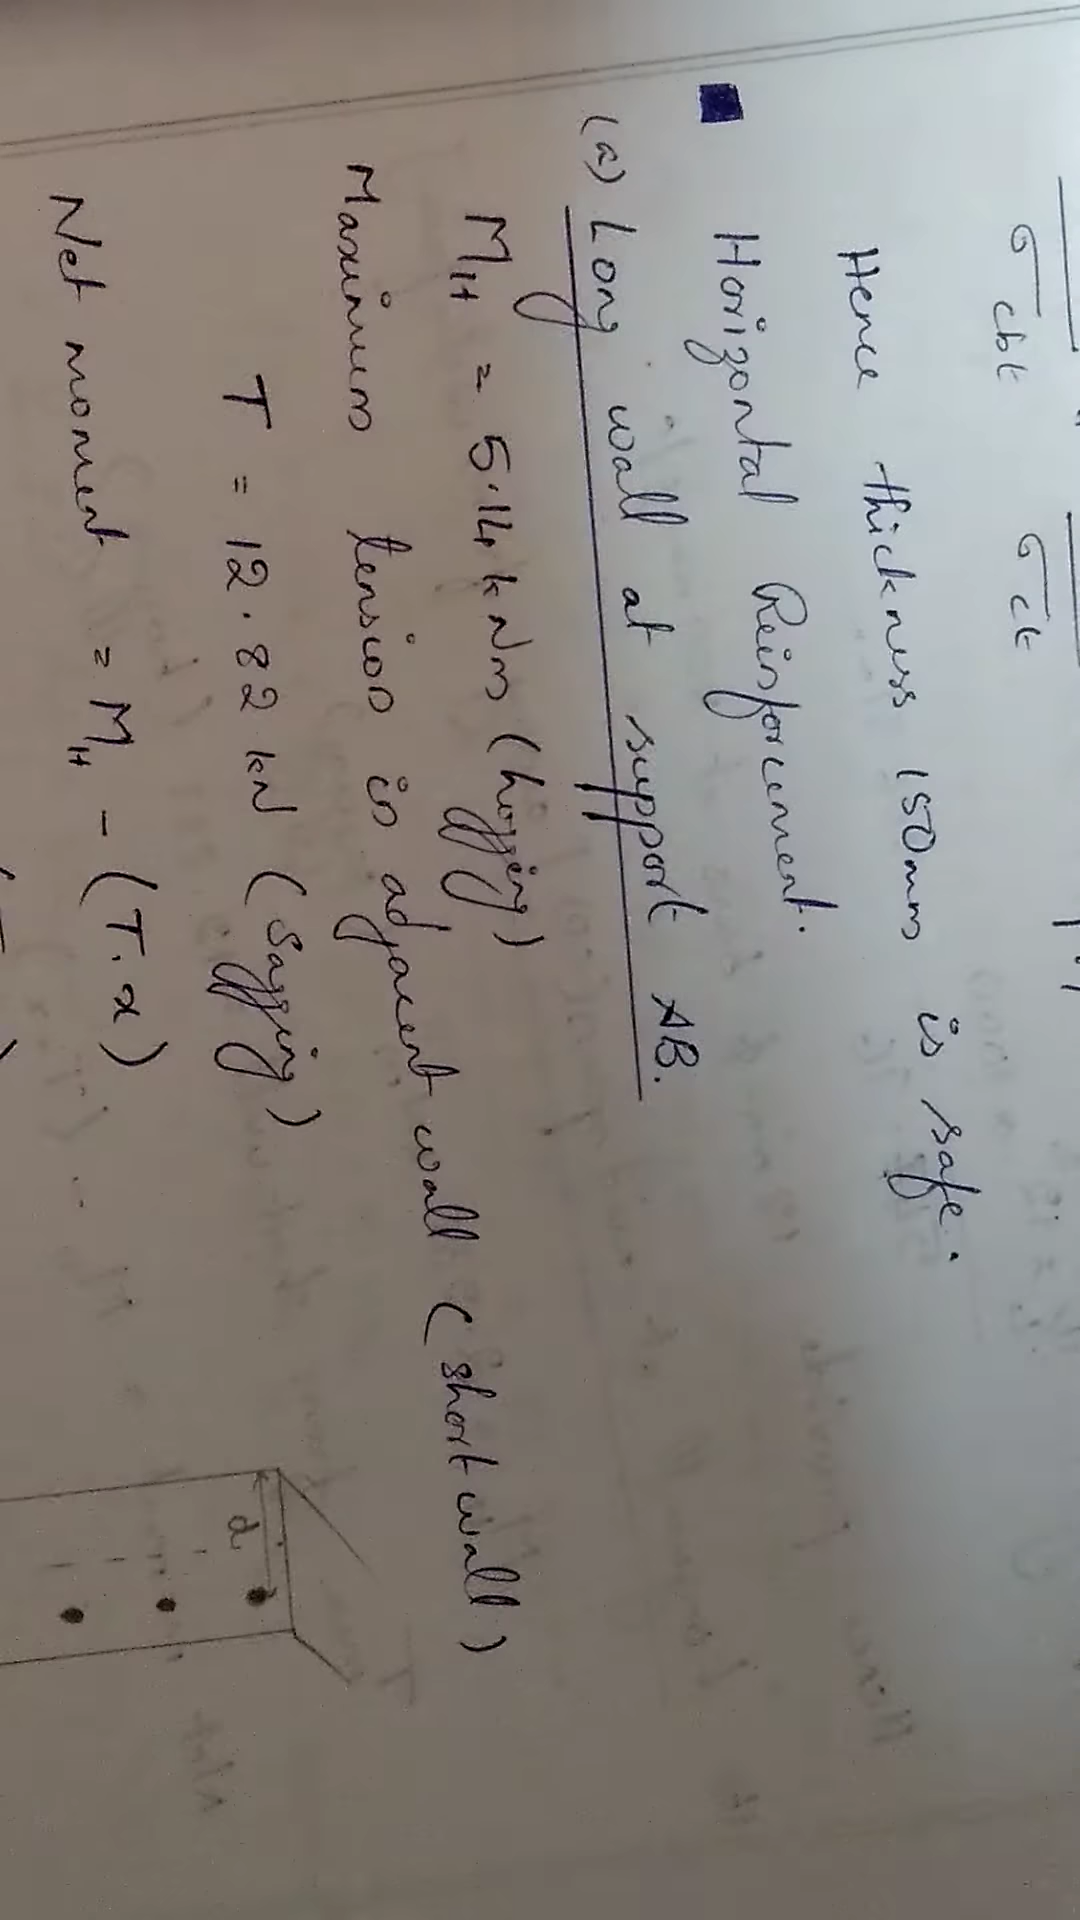 σcbt σct
Hence thickness 150mm is safe.
Horizontal Reinforcement.
(a) Long wall at support AB.
MH = 5.14 kNm (hogging)
Maximum tension in adjacent wall (short wall)
T = 12.82 kN (Sagging)
Net moment = MH - (T.x)
d